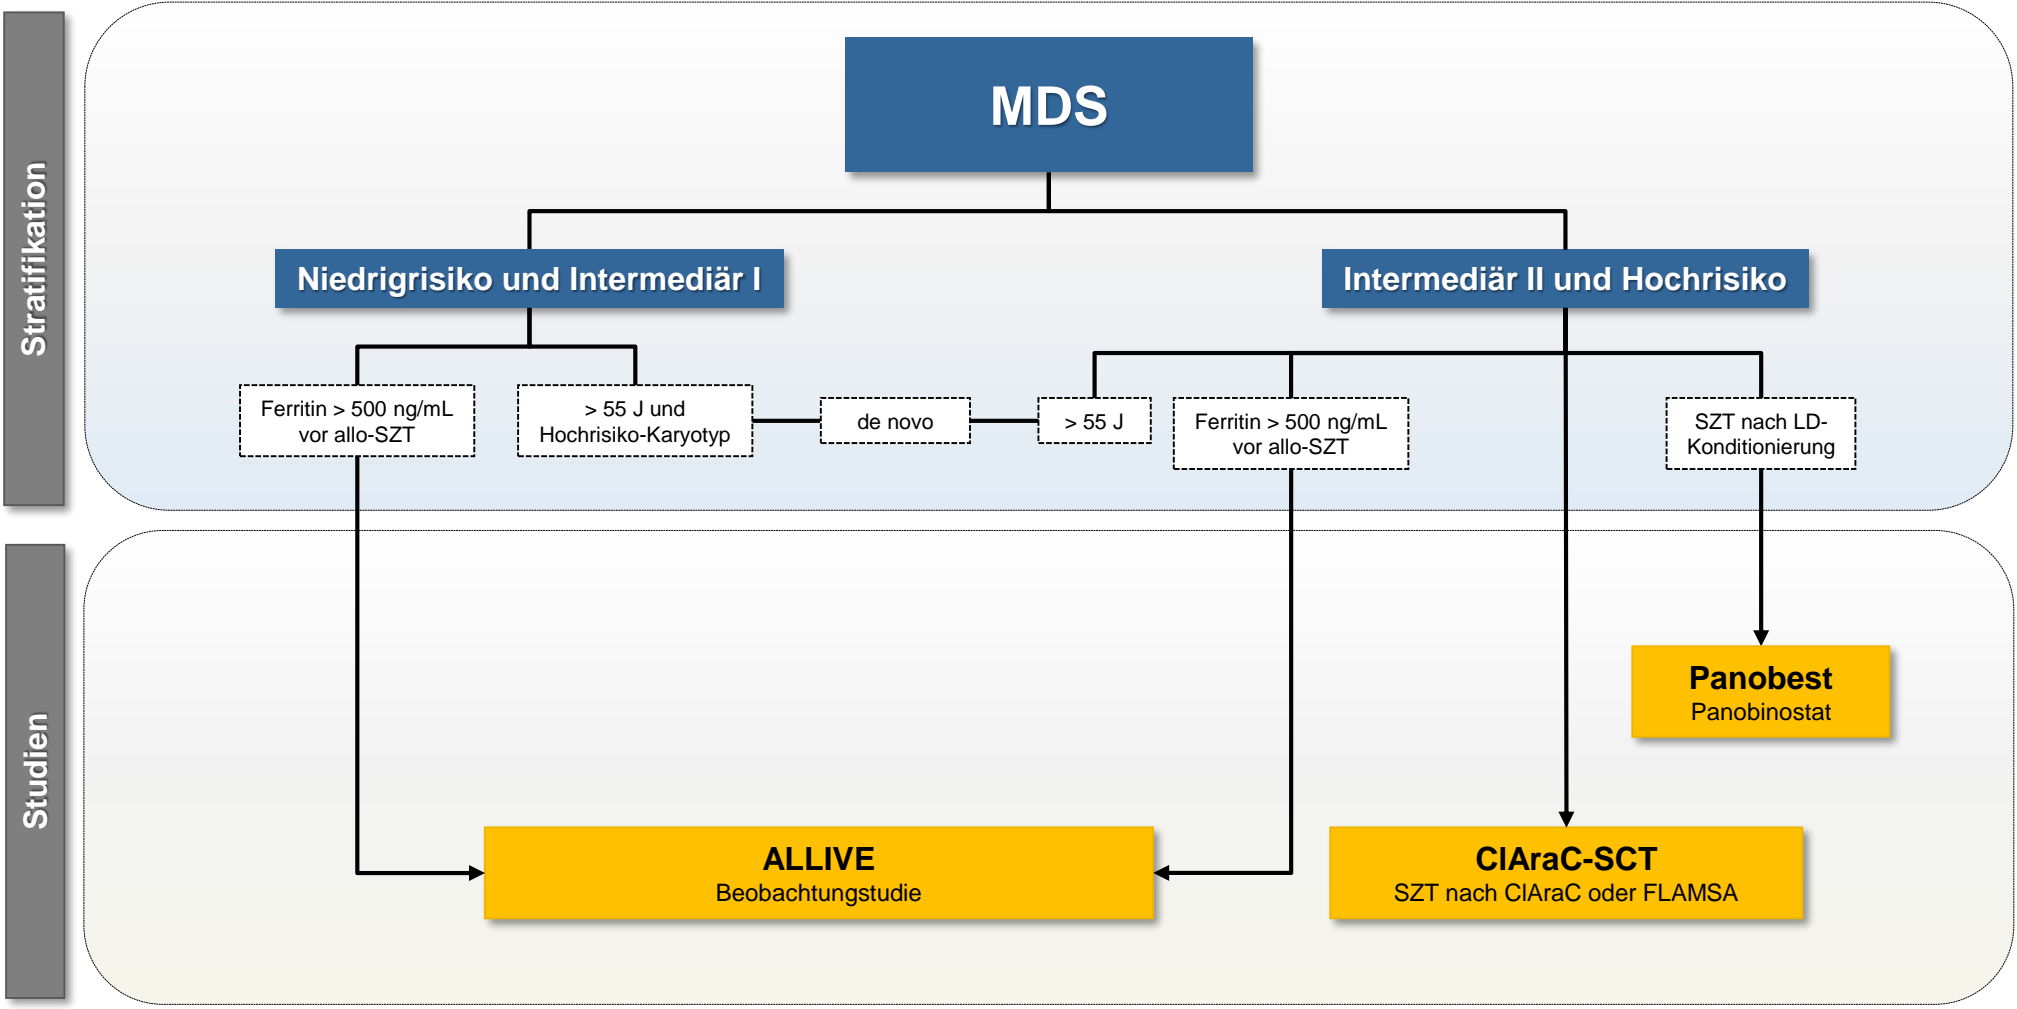 Stratifikation
MDS
Niedrigrisiko und Intermediär I
Intermediär II und Hochrisiko
Ferritin > 500 ng/mL
vor allo-SZT
> 55 J und
Hochrisiko-Karyotyp
de novo
> 55 J
Ferritin > 500 ng/mL
vor allo-SZT
SZT nach LD-
Konditionierung
Studien
Panobest
Panobinostat
ALLIVE
Beobachtungstudie
ClAraC-SCT
SZT nach ClAraC oder FLAMSA